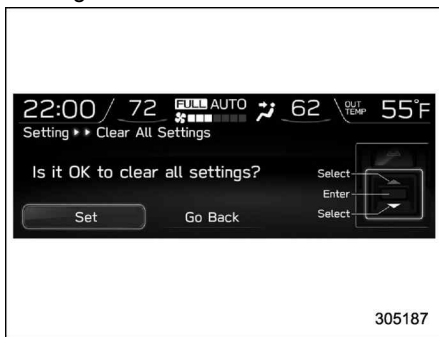 22:00 / 72 FULL AUTO 62 OUT TEMP 55°F
Setting ▸▸ Clear All Settings
Is it OK to clear all settings?
Select
Enter
Set Go Back Select
305187